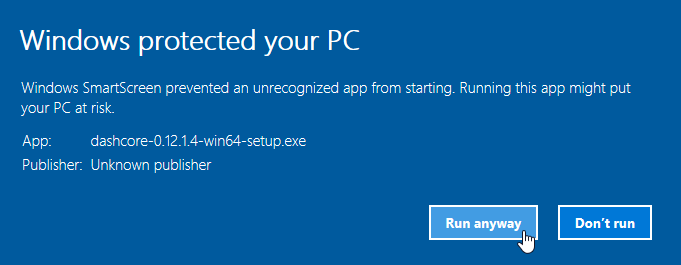 Windows protected your PC
Windows SmartScreen prevented an unrecognized app from starting. Running this app might put
your PC at risk.
App: dashcore-0.12.1.4-win64-setup.exe
Publisher: Unknown publisher
Run anyway Don't run